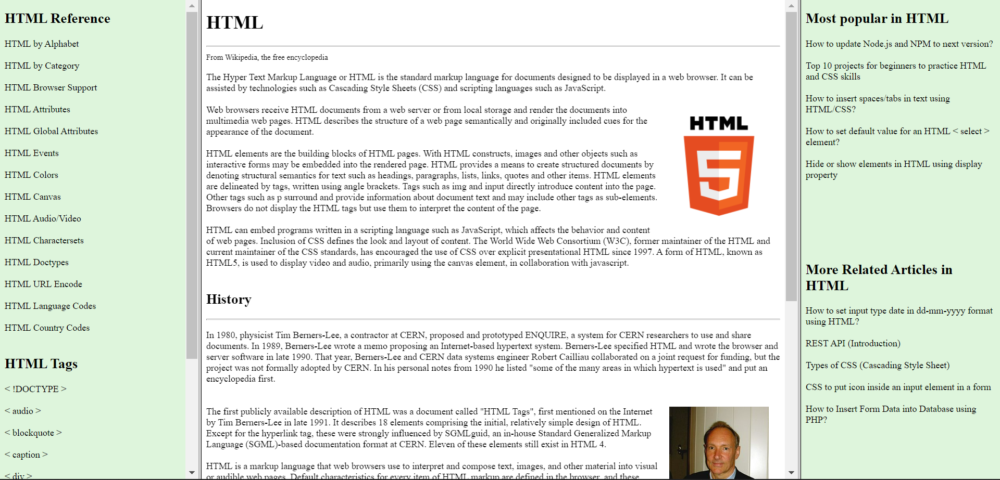 HTML Reference
HTML by Alphabet
HTML by Category
HTML Browser Support
HTML Attributes
HTML Global Attributes
HTML Events
HTML Colors
HTML Canvas
HTML Audio/Video
HTML Charactersets
HTML Doctypes
HTML URL Encode
HTML Language Codes
HTML Country Codes
HTML Tags
< !DOCTYPE >
< audio >
< blockquote >
< caption >
< div >
HTML
From Wikipedia, the free encyclopedia
The Hyper Text Markup Language or HTML is the standard markup language for documents designed to be displayed in a web browser. It can be
assisted by technologies such as Cascading Style Sheets (CSS) and scripting languages such as JavaScript.
Web browsers receive HTML documents from a web server or from local storage and render the documents into
multimedia web pages. HTML describes the structure of a web page semantically and originally included cues for the
appearance of the document.
HTML
5
HTML elements are the building blocks of HTML pages. With HTML constructs, images and other objects such as
interactive forms may be embedded into the rendered page. HTML provides a means to create structured documents by
denoting structural semantics for text such as headings, paragraphs, lists, links, quotes and other items. HTML elements
are delineated by tags, written using angle brackets. Tags such as img and input directly introduce content into the page.
Other tags such as p surround and provide information about document text and may include other tags as sub-elements.
Browsers do not display the HTML tags but use them to interpret the content of the page.
HTML can embed programs written in a scripting language such as JavaScript, which affects the behavior and content
of web pages. Inclusion of CSS defines the look and layout of content. The World Wide Web Consortium (W3C), former maintainer of the HTML and
current maintainer of the CSS standards, has encouraged the use of CSS over explicit presentational HTML since 1997. A form of HTML, known as
HTML5, is used to display video and audio, primarily using the canvas element, in collaboration with javascript.
History
In 1980, physicist Tim Berners-Lee, a contractor at CERN, proposed and prototyped ENQUIRE, a system for CERN researchers to use and share
documents. In 1989, Berners-Lee wrote a memo proposing an Internet-based hypertext system. Berners-Lee specified HTML and wrote the browser and
server software in late 1990. That year, Berners-Lee and CERN data systems engineer Robert Cailliau collaborated on a joint request for funding, but the
project was not formally adopted by CERN. In his personal notes from 1990 he listed "some of the many areas in which hypertext is used" and put an
encyclopedia first.
The first publicly available description of HTML was a document called "HTML Tags", first mentioned on the Internet
by Tim Berners-Lee in late 1991. It describes 18 elements comprising the initial, relatively simple design of HTML.
Except for the hyperlink tag, these were strongly influenced by SGMLguid, an in-house Standard Generalized Markup
Language (SGML)-based documentation format at CERN. Eleven of these elements still exist in HTML 4.
HTML is a markup language that web browsers use to interpret and compose text, images, and other material into visual
or audible web pages. Default characteristics for every item of HTML markup are defined in the browser, and these
Most popular in HTML
How to update Node.js and NPM to next version?
Top 10 projects for beginners to practice HTML
and CSS skills
How to insert spaces/tabs in text using
HTML/CSS?
How to set default value for an HTML < select >
element?
Hide or show elements in HTML using display
property
More Related Articles in
HTML
How to set input type date in dd-mm-yyyy format
using HTML?
REST API (Introduction)
Types of CSS (Cascading Style Sheet)
CSS to put icon inside an input element in a form
How to Insert Form Data into Database using
PHP?